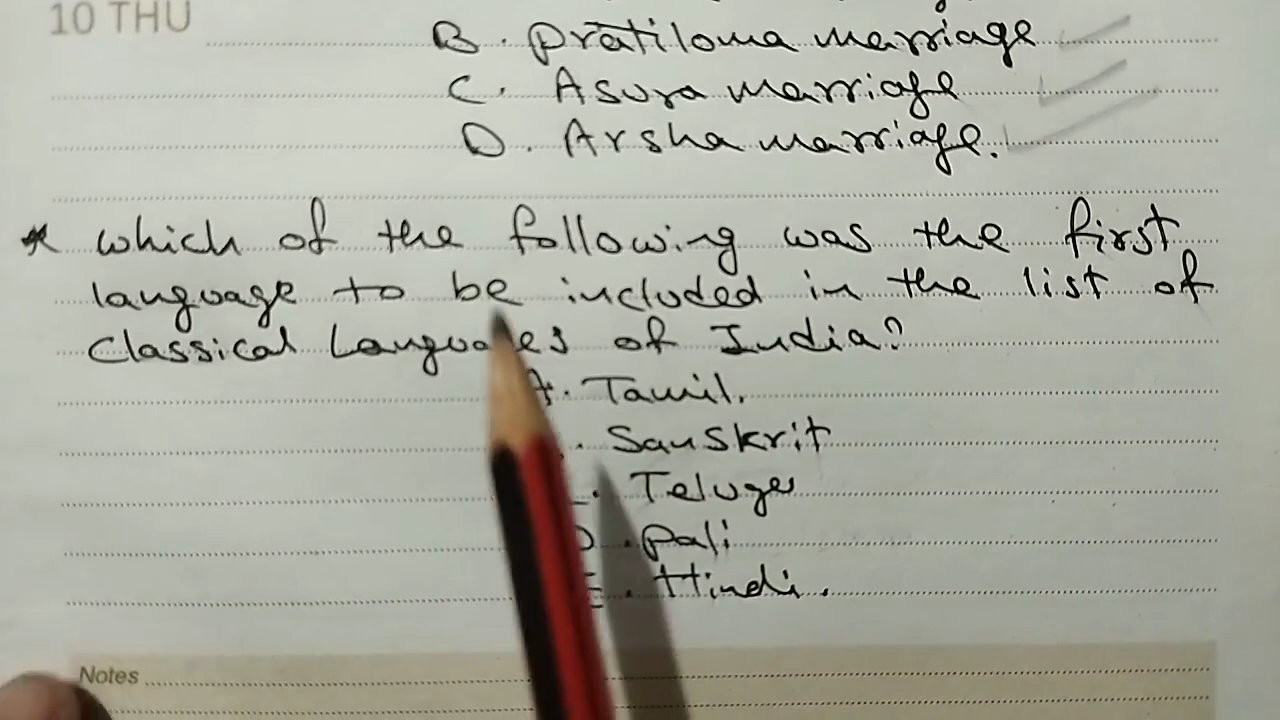 10 THU
B. Pratiloma marriage
C. Asura marriage
D. Arsha marriage.
* which of the following was the first
language to be included in the list of
Classical Languages of India?
A. Tamil.
. Sanskrit
. Telugu
D. Pali
E. Hindi.
Notes